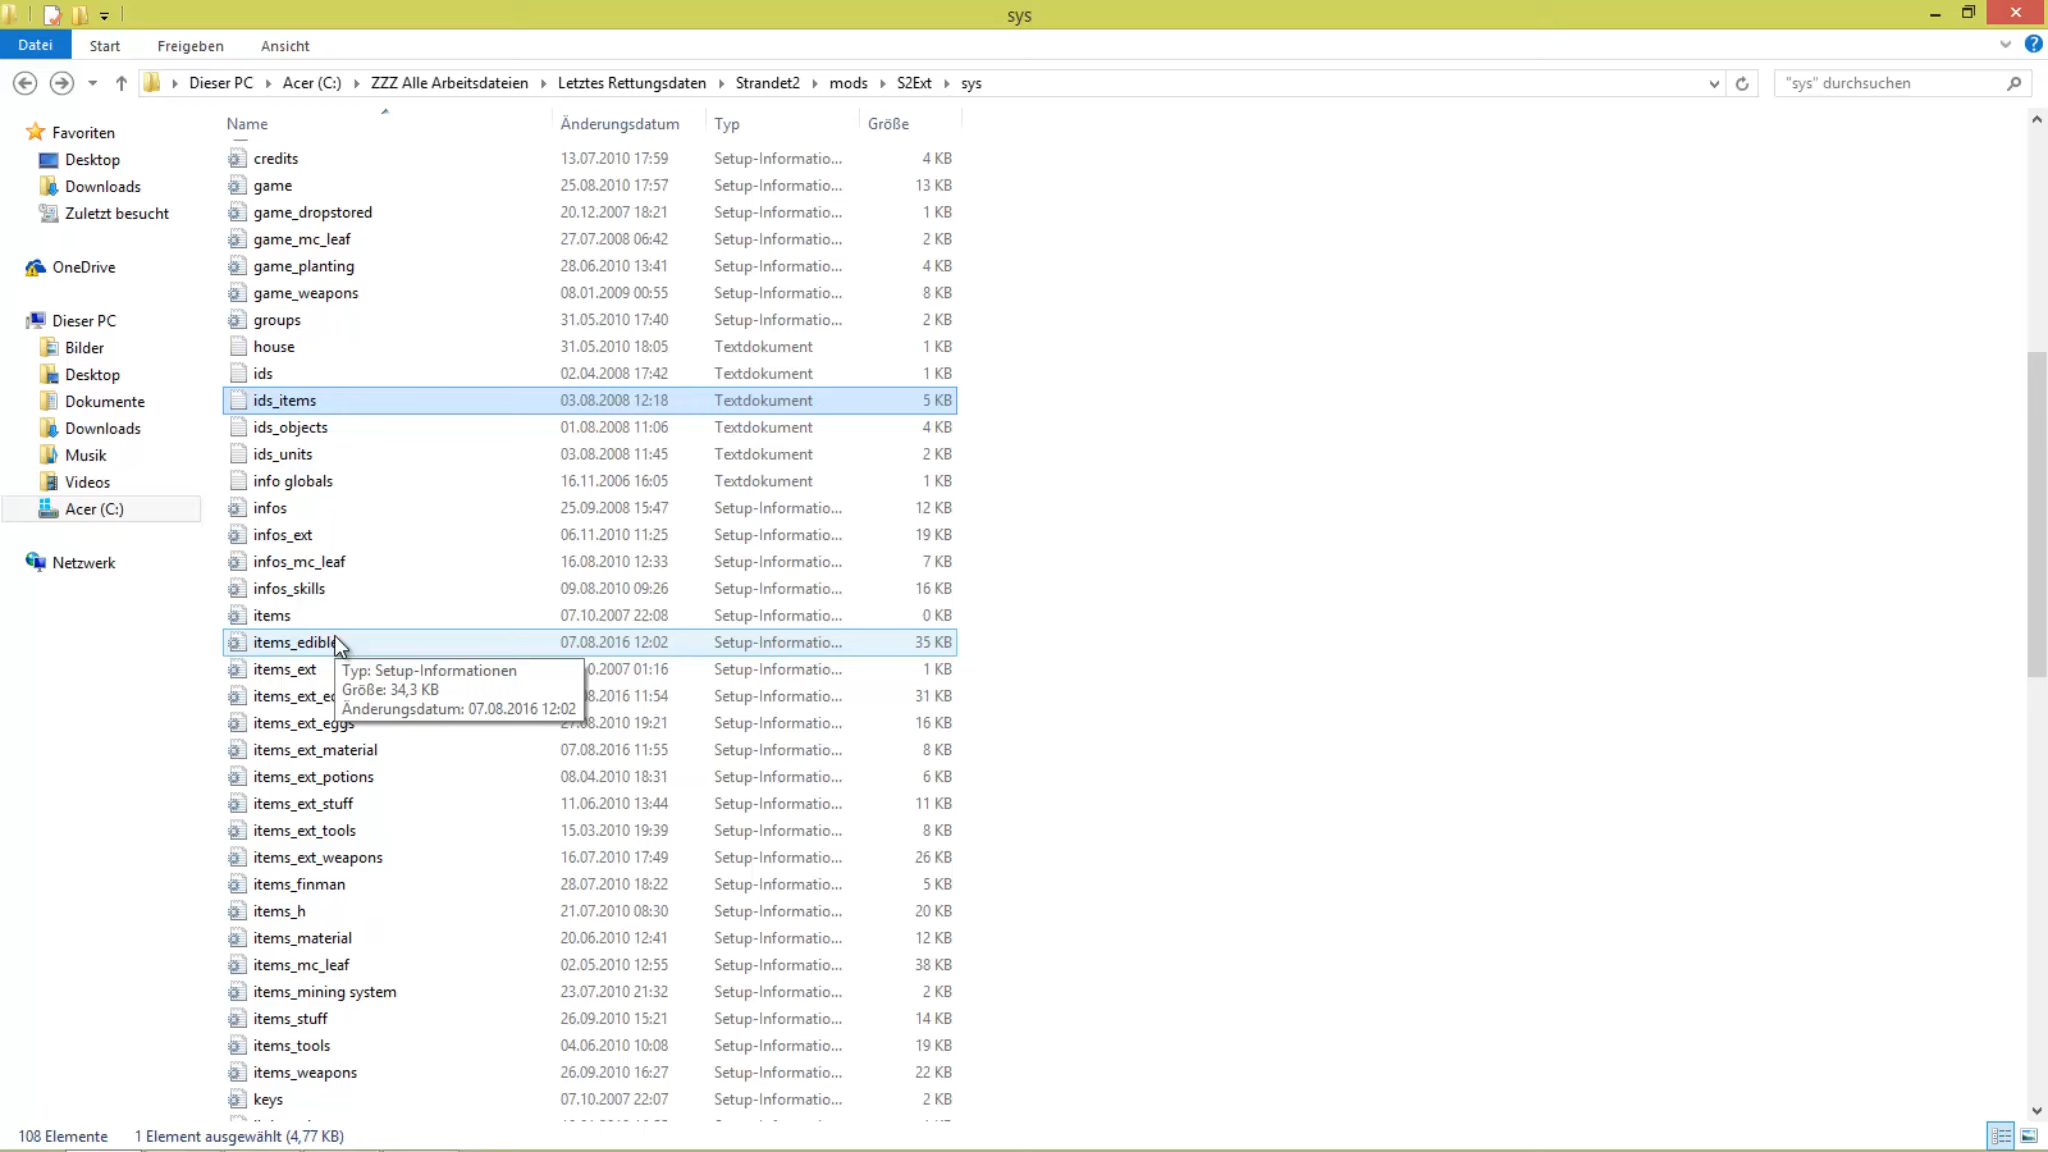 sys
Datei Start Freigeben Ansicht
Dieser PC Acer (C:) ZZZ Alle Arbeitsdateien Letztes Rettungsdaten Strandet2 mods S2Ext sys "sys" durchsuchen
Favoriten
Desktop
Downloads
Zuletzt besucht
OneDrive
Dieser PC
Bilder
Desktop
Dokumente
Downloads
Musik
Videos
Acer (C:)
Netzwerk
Name Änderungsdatum Typ Größe
credits 13.07.2010 17:59 Setup-Informatio... 4 KB
game 25.08.2010 17:57 Setup-Informatio... 13 KB
game_dropstored 20.12.2007 18:21 Setup-Informatio... 1 KB
game_mc_leaf 27.07.2008 06:42 Setup-Informatio... 2 KB
game_planting 28.06.2010 13:41 Setup-Informatio... 4 KB
game_weapons 08.01.2009 00:55 Setup-Informatio... 8 KB
groups 31.05.2010 17:40 Setup-Informatio... 2 KB
house 31.05.2010 18:05 Textdokument 1 KB
ids 02.04.2008 17:42 Textdokument 1 KB
ids_items 03.08.2008 12:18 Textdokument 5 KB
ids_objects 01.08.2008 11:06 Textdokument 4 KB
ids_units 03.08.2008 11:45 Textdokument 2 KB
info globals 16.11.2006 16:05 Textdokument 1 KB
infos 25.09.2008 15:47 Setup-Informatio... 12 KB
infos_ext 06.11.2010 11:25 Setup-Informatio... 19 KB
infos_mc_leaf 16.08.2010 12:33 Setup-Informatio... 7 KB
infos_skills 09.08.2010 09:26 Setup-Informatio... 16 KB
items 07.10.2007 22:08 Setup-Informatio... 0 KB
items_edible 07.08.2016 12:02 Setup-Informatio... 35 KB
items_ext 0.2007 01:16 Setup-Informatio... 1 KB
items_ext_ 08.2016 11:54 Setup-Informatio... 31 KB
items_ext_eggs 27.08.2010 19:21 Setup-Informatio... 16 KB
Typ: Setup-Informationen
Größe: 34,3 KB
Änderungsdatum: 07.08.2016 12:02
items_ext_material 07.08.2016 11:55 Setup-Informatio... 8 KB
items_ext_potions 08.04.2010 18:31 Setup-Informatio... 6 KB
items_ext_stuff 11.06.2010 13:44 Setup-Informatio... 11 KB
items_ext_tools 15.03.2010 19:39 Setup-Informatio... 8 KB
items_ext_weapons 16.07.2010 17:49 Setup-Informatio... 26 KB
items_finman 28.07.2010 18:22 Setup-Informatio... 5 KB
items_h 21.07.2010 08:30 Setup-Informatio... 20 KB
items_material 20.06.2010 12:41 Setup-Informatio... 12 KB
items_mc_leaf 02.05.2010 12:55 Setup-Informatio... 38 KB
items_mining system 23.07.2010 21:32 Setup-Informatio... 2 KB
items_stuff 26.09.2010 15:21 Setup-Informatio... 14 KB
items_tools 04.06.2010 10:08 Setup-Informatio... 19 KB
items_weapons 26.09.2010 16:27 Setup-Informatio... 22 KB
keys 07.10.2007 22:07 Setup-Informatio... 2 KB
108 Elemente 1 Element ausgewählt (4,77 KB)